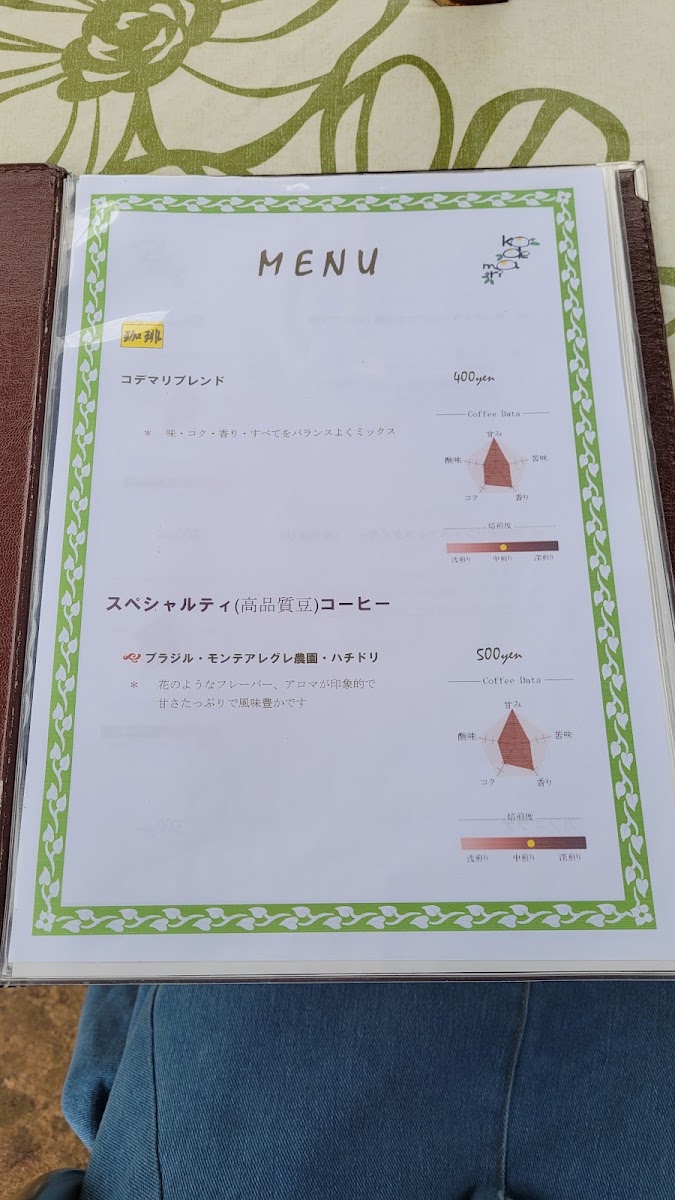 MENU
ko
de
ma
ri
珈琲
コデマリブレンド 400yen
＊ 味・コク・香り・すべてをバランスよくミックス
Coffee Data
甘み
酸味 苦味
コク 香り
焙煎度
浅煎り 中煎り 深煎り
スペシャルティ(高品質豆)コーヒー
ブラジル・モンテアレグレ農園・ハチドリ 500yen
＊ 花のようなフレーバー、アロマが印象的で
甘さたっぷりで風味豊かです
Coffee Data
甘み
酸味 苦味
コク 香り
焙煎度
浅煎り 中煎り 深煎り